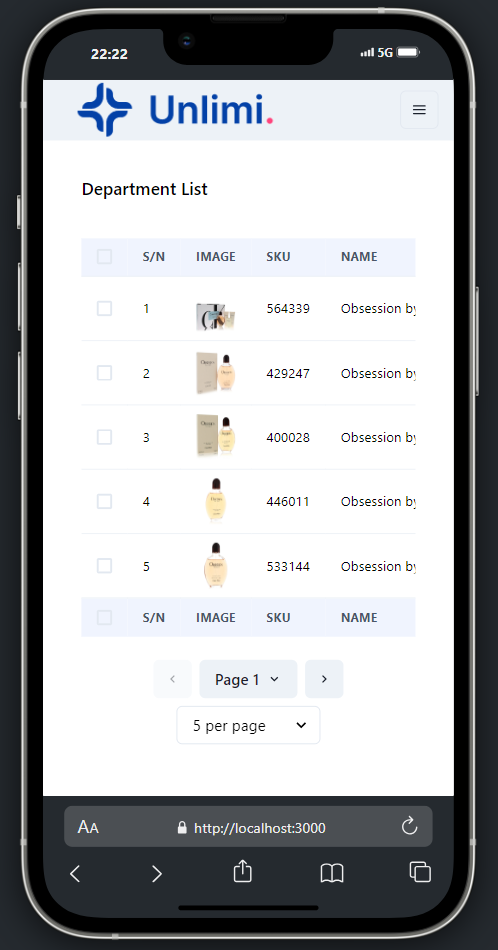 22:22
5G
Unlimi.
Department List
S/N IMAGE SKU NAME
1 564339 Obsession by
2 429247 Obsession by
3 400028 Obsession by
4 446011 Obsession by
5 533144 Obsession by
S/N IMAGE SKU NAME
Page 1
5 per page
AA http://localhost:3000